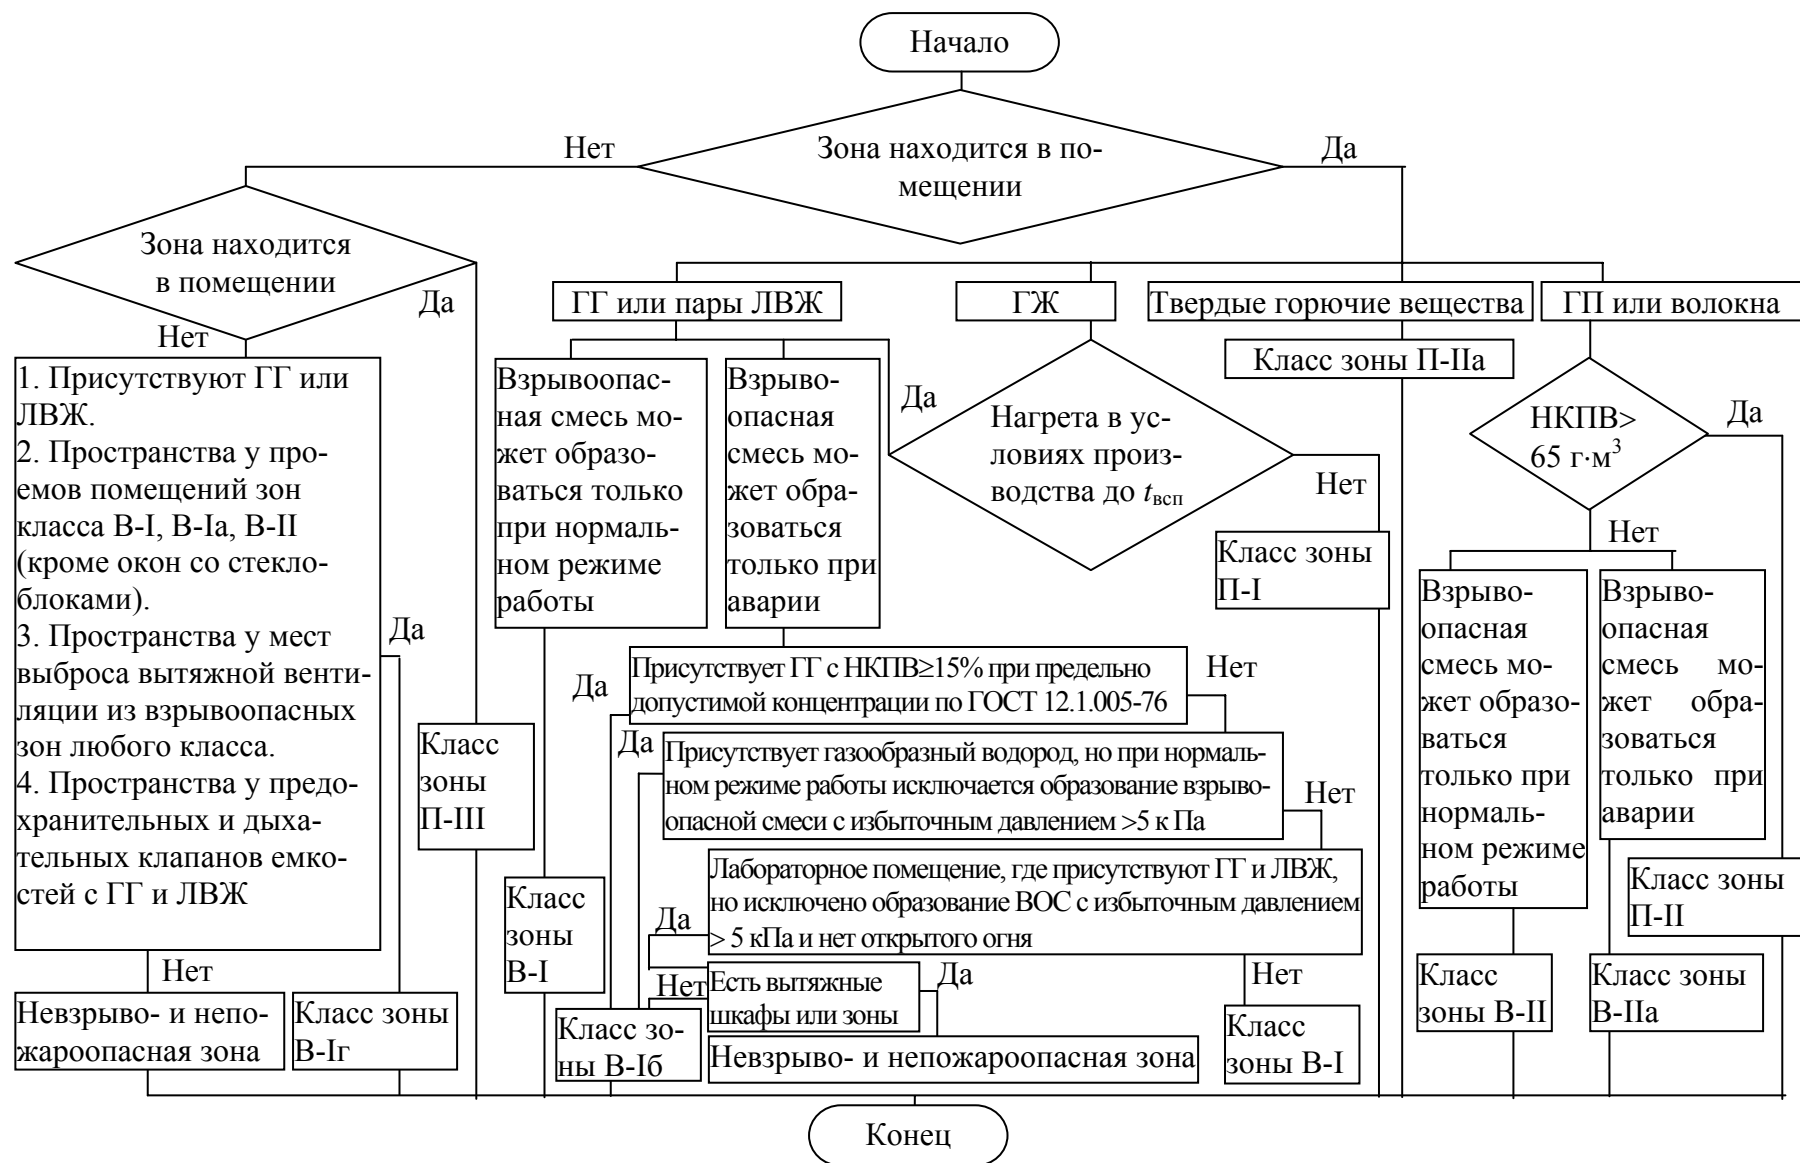 Начало
Нет
Зона находится в по-
мещении
Да
Зона находится
в помещении
Да
Нет
ГГ или пары ЛВЖ
ГЖ
Твердые горючие вещества
ГП или волокна
Класс зоны П-IIа
1. Присутствуют ГГ или
ЛВЖ.
2. Пространства у про-
емов помещений зон
класса В-I, В-Iа, В-II
(кроме окон со стекло-
блоками).
3. Пространства у мест
выброса вытяжной венти-
ляции из взрывоопасных
зон любого класса.
4. Пространства у предо-
хранительных и дыха-
тельных клапанов емко-
стей с ГГ и ЛВЖ
Да
Нет
Невзрыво- и непо-
жароопасная зона
Класс зоны
В-Iг
Класс
зоны
П-III
Взрывоопас-
ная смесь мо-
жет образо-
ваться только
при нормаль-
ном режиме
работы
Взрыво-
опасная
смесь мо-
жет обра-
зоваться
только при
аварии
Да
Нагрета в ус-
ловиях произ-
водства до tвсп
Нет
Класс зоны
П-I
НКПВ>
65 г·м³
Да
Нет
Взрыво-
опасная
смесь мо-
жет образо-
ваться
только при
нормаль-
ном режиме
работы
Взрыво-
опасная
смесь мо-
жет обра-
зоваться
только при
аварии
Класс зоны
П-II
Класс
зоны В-II
Класс зоны
В-IIа
Да
Присутствует ГГ с НКПВ≥15% при предельно
допустимой концентрации по ГОСТ 12.1.005-76
Нет
Да
Присутствует газообразный водород, но при нормаль-
ном режиме работы исключается образование взрыво-
опасной смеси с избыточным давлением >5 к Па
Нет
Лабораторное помещение, где присутствуют ГГ и ЛВЖ,
но исключено образование ВОС с избыточным давлением
> 5 кПа и нет открытого огня
Да
Нет
Класс
зоны
В-I
Нет
Есть вытяжные
шкафы или зоны
Да
Класс зо-
ны В-Iб
Невзрыво- и непожароопасная зона
Класс
зоны В-I
Конец